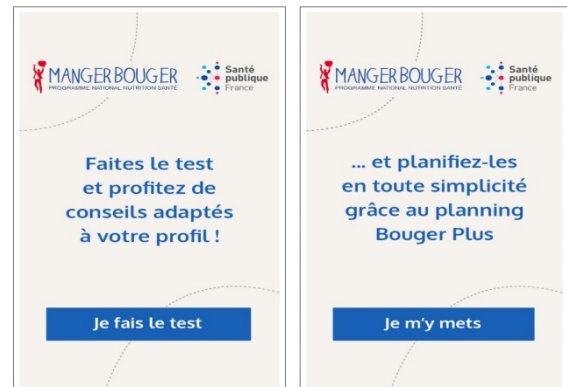 MANGER BOUGER
PROGRAMME NATIONAL NUTRITION SANTÉ
Santé
publique
France
Faites le test
et profitez de
conseils adaptés
à votre profil !
Je fais le test
MANGER BOUGER
PROGRAMME NATIONAL NUTRITION SANTÉ
Santé
publique
France
... et planifiez-les
en toute simplicité
grâce au planning
Bouger Plus
Je m'y mets